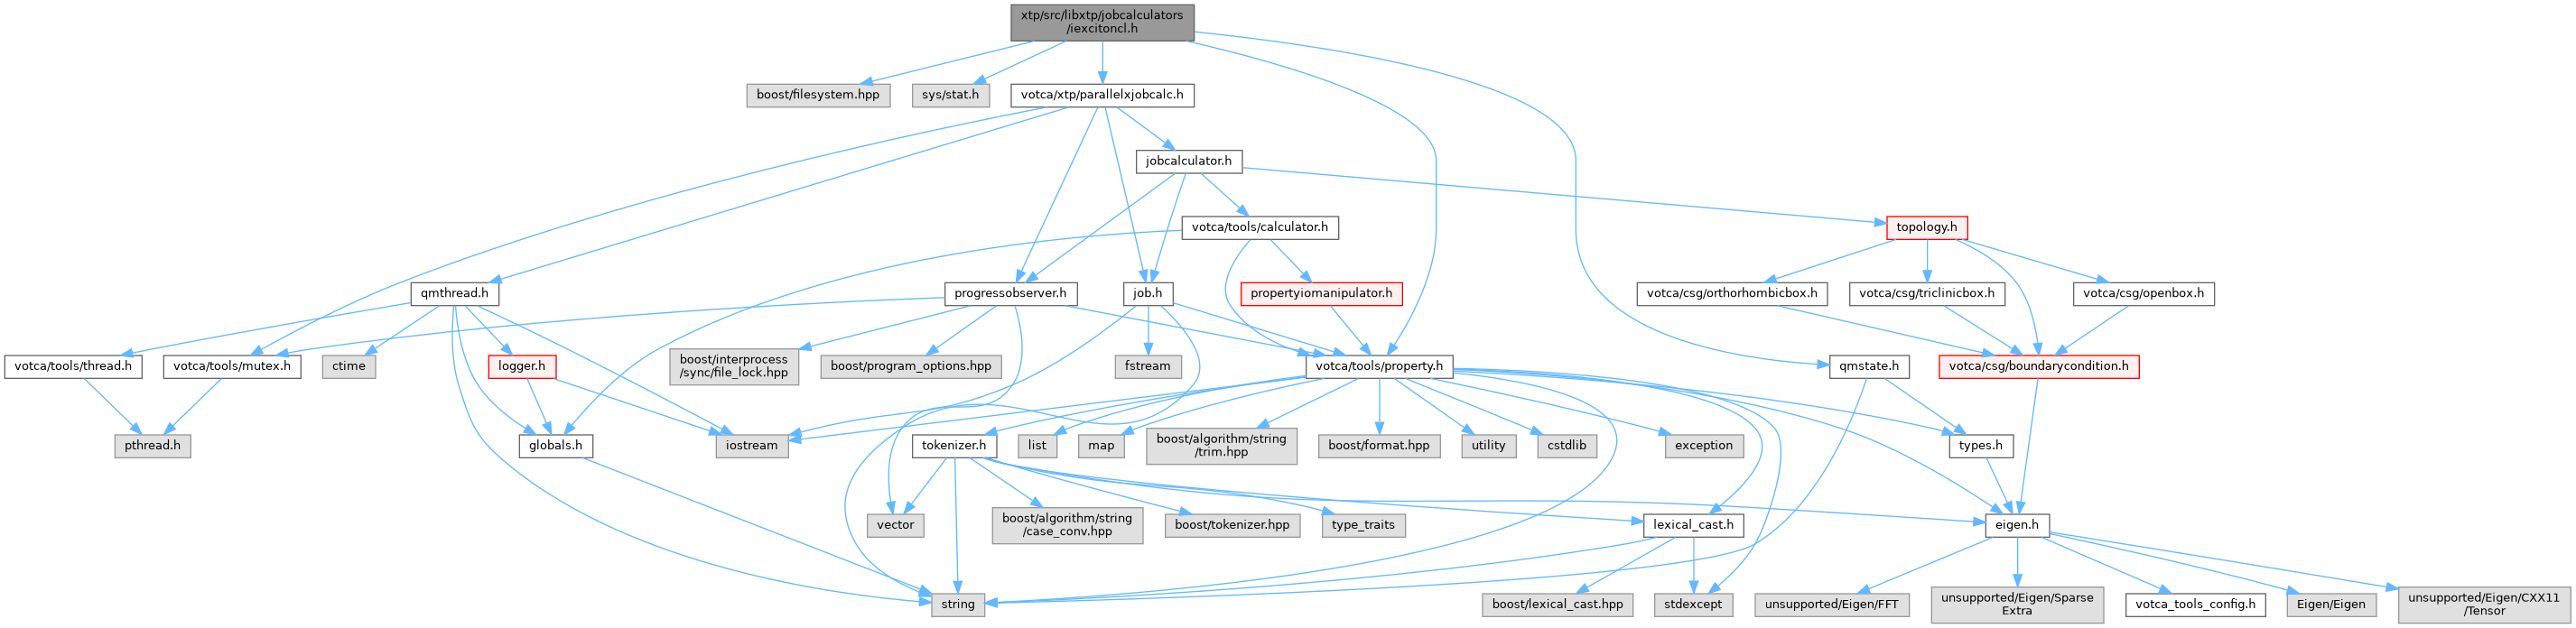 xtp/src/libxtp/jobcalculators
/iexcitoncl.h
boost/filesystem.hpp
sys/stat.h
votca/xtp/parallelxjobcalc.h
jobcalculator.h
votca/tools/calculator.h
topology.h
qmthread.h
progressobserver.h
job.h
propertyiomanipulator.h
votca/csg/orthorhombicbox.h
votca/csg/triclinicbox.h
votca/csg/openbox.h
votca/tools/thread.h
votca/tools/mutex.h
ctime
logger.h
boost/interprocess
/sync/file_lock.hpp
boost/program_options.hpp
fstream
votca/tools/property.h
qmstate.h
votca/csg/boundarycondition.h
pthread.h
globals.h
iostream
tokenizer.h
list
map
boost/algorithm/string
/trim.hpp
boost/format.hpp
utility
cstdlib
exception
types.h
vector
boost/algorithm/string
/case_conv.hpp
boost/tokenizer.hpp
type_traits
lexical_cast.h
eigen.h
string
boost/lexical_cast.hpp
stdexcept
unsupported/Eigen/FFT
unsupported/Eigen/Sparse
Extra
votca_tools_config.h
Eigen/Eigen
unsupported/Eigen/CXX11
/Tensor